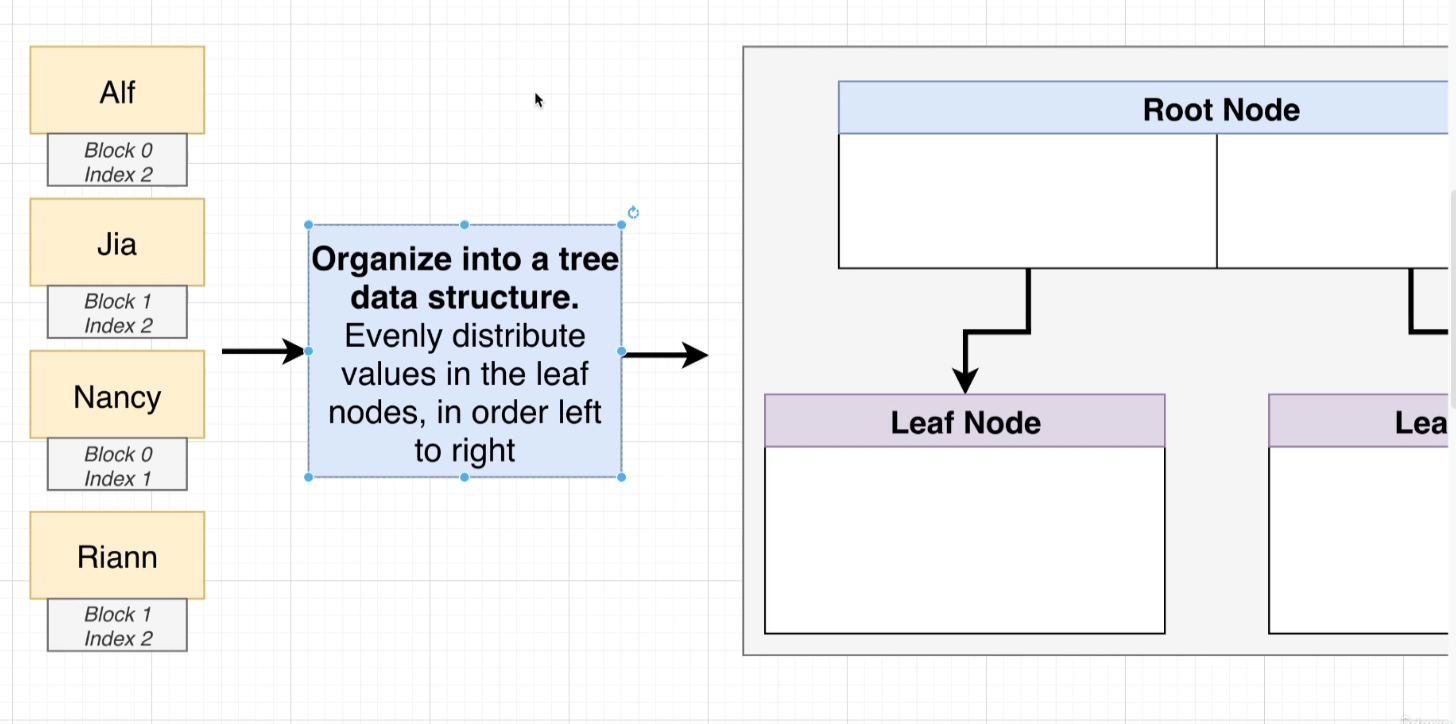 Alf
Block 0
Index 2
Jia
Block 1
Index 2
Nancy
Block 0
Index 1
Riann
Block 1
Index 2
Organize into a tree
data structure.
Evenly distribute
values in the leaf
nodes, in order left
to right
Root Node
Leaf Node
Lea